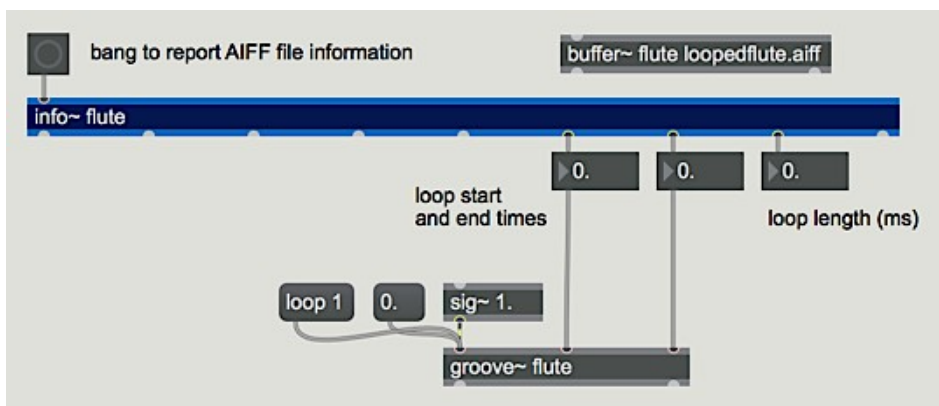 bang to report AIFF file information
buffer~ flute loopedflute.aiff
info~ flute
0.
0.
0.
loop start
and end times
loop length (ms)
loop 1
0.
sig~ 1.
groove~ flute